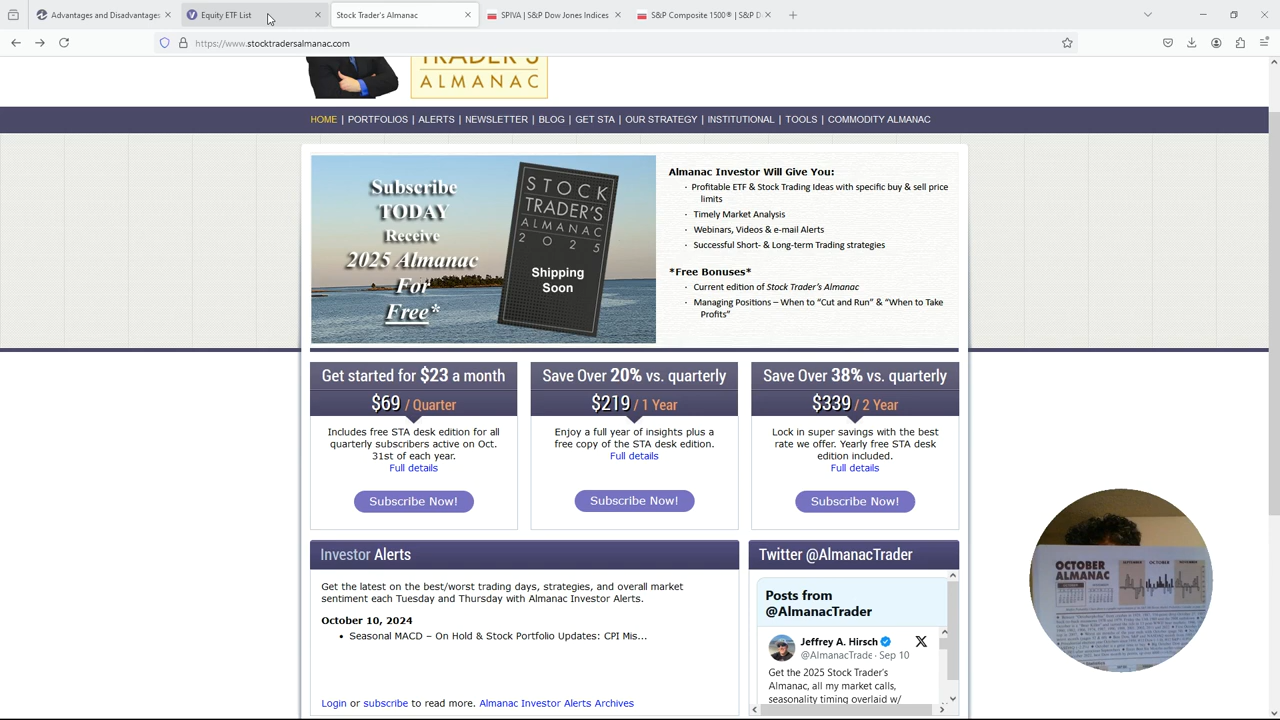 Advantages and Disadvantages
Equity ETF List
Stock Trader's Almanac
SPIVA | S&P Dow Jones Indices
S&P Composite 1500® | S&P D
https://www.stocktradersalmanac.com
TRADER'S
ALMANAC
HOME | PORTFOLIOS | ALERTS | NEWSLETTER | BLOG | GET STA | OUR STRATEGY | INSTITUTIONAL | TOOLS | COMMODITY ALMANAC
Subscribe
TODAY
Receive
2025 Almanac
For
Free*
STOCK
TRADER'S
ALMANAC
2025
Shipping
Soon
Almanac Investor Will Give You:
· Profitable ETF & Stock Trading Ideas with specific buy & sell price
limits
· Timely Market Analysis
· Webinars, Videos & e-mail Alerts
· Successful Short- & Long-term Trading strategies
*Free Bonuses*
· Current edition of Stock Trader's Almanac
· Managing Positions – When to “Cut and Run” & “When to Take
Profits”
Get started for $23 a month
$69 / Quarter
Includes free STA desk edition for all
quarterly subscribers active on Oct.
31st of each year.
Full details
Subscribe Now!
Save Over 20% vs. quarterly
$219 / 1 Year
Enjoy a full year of insights plus a
free copy of the STA desk edition.
Full details
Subscribe Now!
Save Over 38% vs. quarterly
$339 / 2 Year
Lock in super savings with the best
rate we offer. Yearly free STA desk
edition included.
Full details
Subscribe Now!
Investor Alerts
Get the latest on the best/worst trading days, strategies, and overall market
sentiment each Tuesday and Thursday with Almanac Investor Alerts.
October 10,
• Seasonal MACD – On Hold & Stock Portfolio Updates: CPI Mis...
Login or subscribe to read more. Almanac Investor Alerts Archives
Twitter @AlmanacTrader
Posts from
@AlmanacTrader
Jeffrey A. Hirsch
@AlmanacTrader · Oct 10
Get the 2025 Stock Trader's
Almanac, all my market calls,
seasonality timing overlaid w/
OCTOBER
ALMANAC
SEPTEMBER
OCTOBER
NOVEMBER